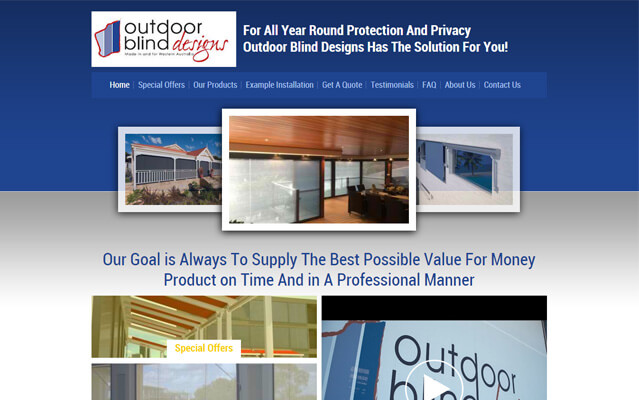 outdoor
blind designs
Made in and for Western Australia
For All Year Round Protection And Privacy
Outdoor Blind Designs Has The Solution For You!
Home Special Offers Our Products Example Installation Get A Quote Testimonials FAQ About Us Contact Us
Our Goal is Always To Supply The Best Possible Value For Money
Product on Time And in A Professional Manner
Special Offers
outdoor
blind